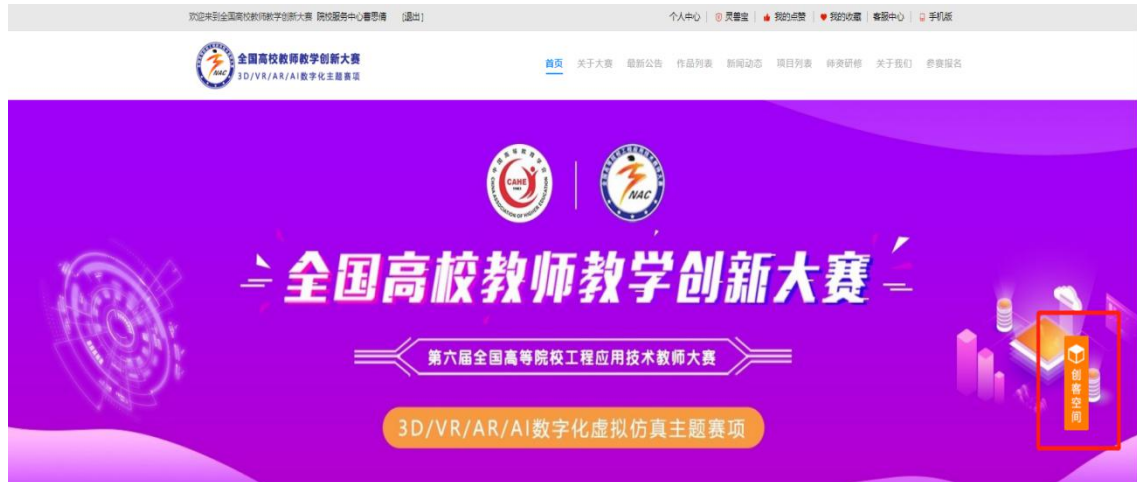 欢迎来到全国高校教师教学创新大赛 院校服务中心曹思倩 [退出]
个人中心 | 灵兽宝 | 我的点赞 | 我的收藏 | 客服中心 | 手机版
全国高校教师教学创新大赛
3D/VR/AR/AI数字化主题赛项
首页 关于大赛 最新公告 作品列表 新闻动态 项目列表 师资研修 关于我们 参赛报名
CAHE
NAC
全国高校教师教学创新大赛
第六届全国高等院校工程应用技术教师大赛
3D/VR/AR/AI数字化虚拟仿真主题赛项
创客空间